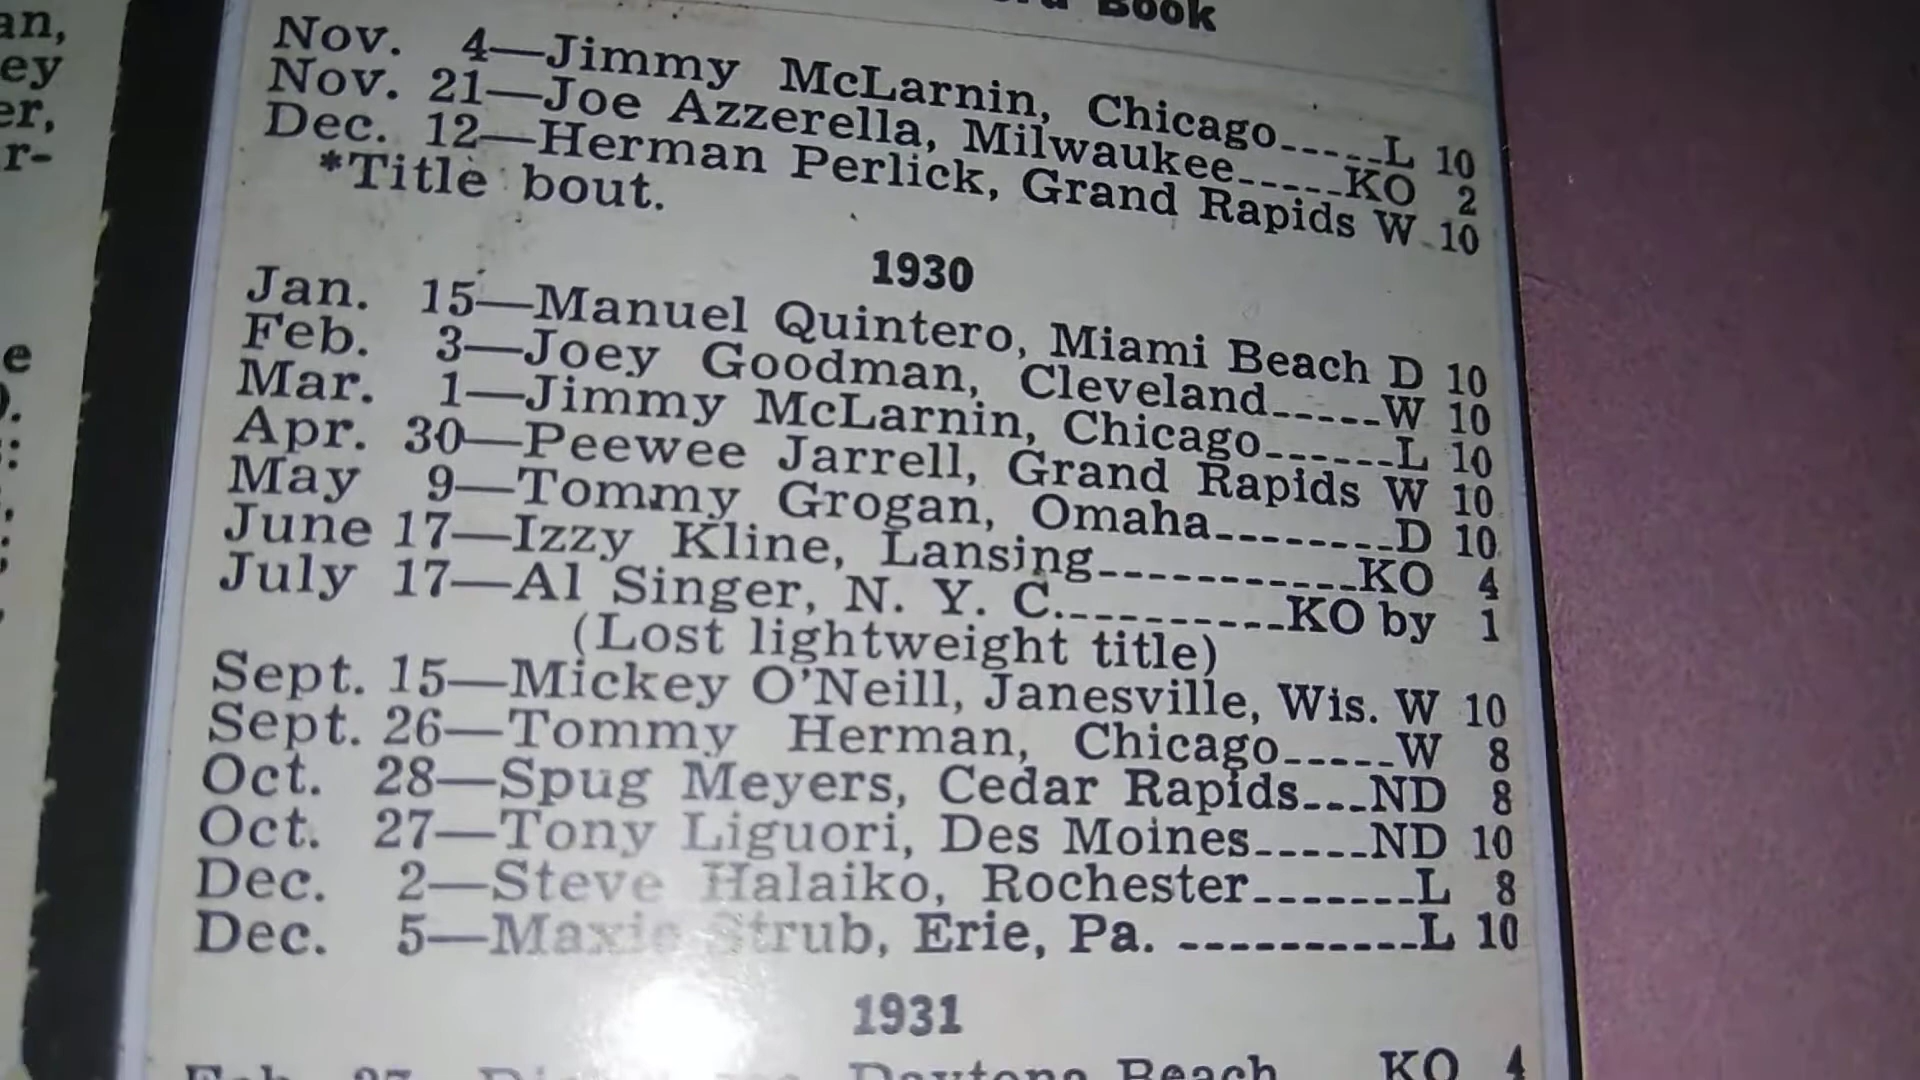 Book
Nov. 4—Jimmy McLarnin, Chicago-----L 10
Nov. 21—Joe Azzerella, Milwaukee-----KO 2
Dec. 12—Herman Perlick, Grand Rapids W 10
*Title bout.
1930
Jan. 15—Manuel Quintero, Miami Beach D 10
Feb. 3—Joey Goodman, Cleveland-----W 10
Mar. 1—Jimmy McLarnin, Chicago------L 10
Apr. 30—Peewee Jarrell, Grand Rapids W 10
May 9—Tommy Grogan, Omaha--------D 10
June 17—Izzy Kline, Lansing-----------KO 4
July 17—Al Singer, N. Y. C.----------KO by 1
(Lost lightweight title)
Sept. 15—Mickey O'Neill, Janesville, Wis. W 10
Sept. 26—Tommy Herman, Chicago-----W 8
Oct. 28—Spug Meyers, Cedar Rapids---ND 8
Oct. 27—Tony Liguori, Des Moines-----ND 10
Dec. 2—Steve Halaiko, Rochester-------L 8
Dec. 5—Maxie Strub, Erie, Pa. ----------L 10
1931
Feb. 27 Daytona Beach KO 4